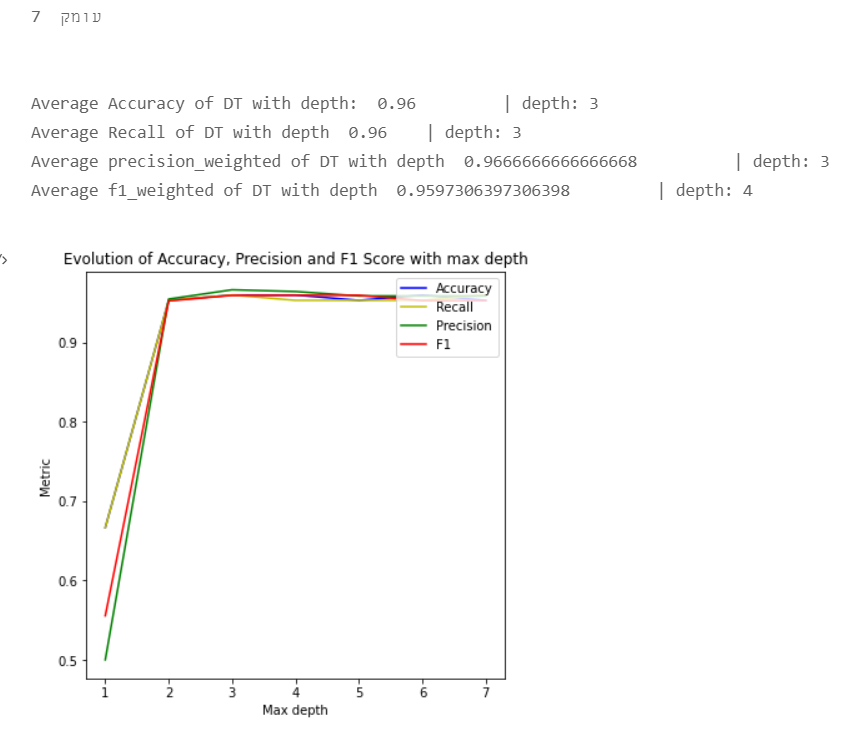 עומק 7
Average Accuracy of DT with depth: 0.96 | depth: 3
Average Recall of DT with depth 0.96 | depth: 3
Average precision_weighted of DT with depth 0.9666666666666668 | depth: 3
Average f1_weighted of DT with depth 0.9597306397306398 | depth: 4
Evolution of Accuracy, Precision and F1 Score with max depth
Accuracy
Recall
Precision
F1
0.9
0.8
0.7
0.6
0.5
Metric
1 2 3 4 5 6 7
Max depth